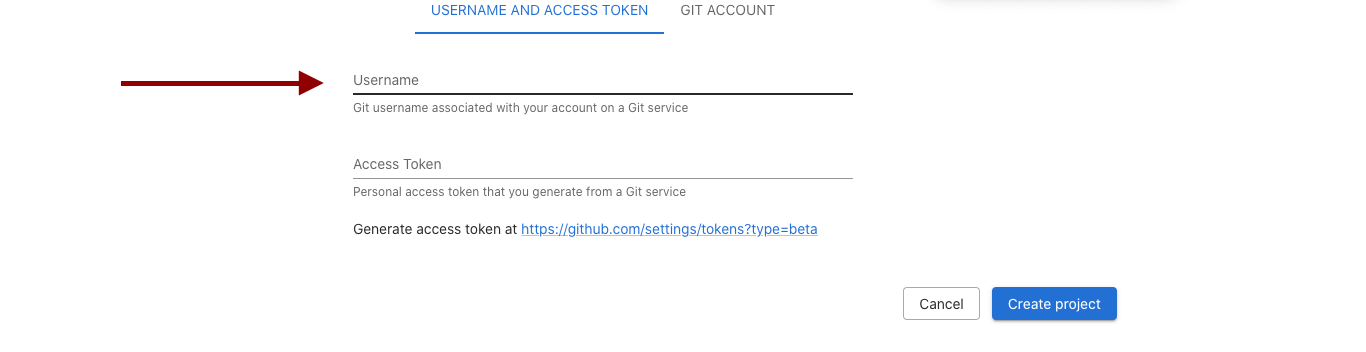 USERNAME AND ACCESS TOKEN GIT ACCOUNT
Username
Git username associated with your account on a Git service
Access Token
Personal access token that you generate from a Git service
Generate access token at https://github.com/settings/tokens?type=beta
Cancel Create project